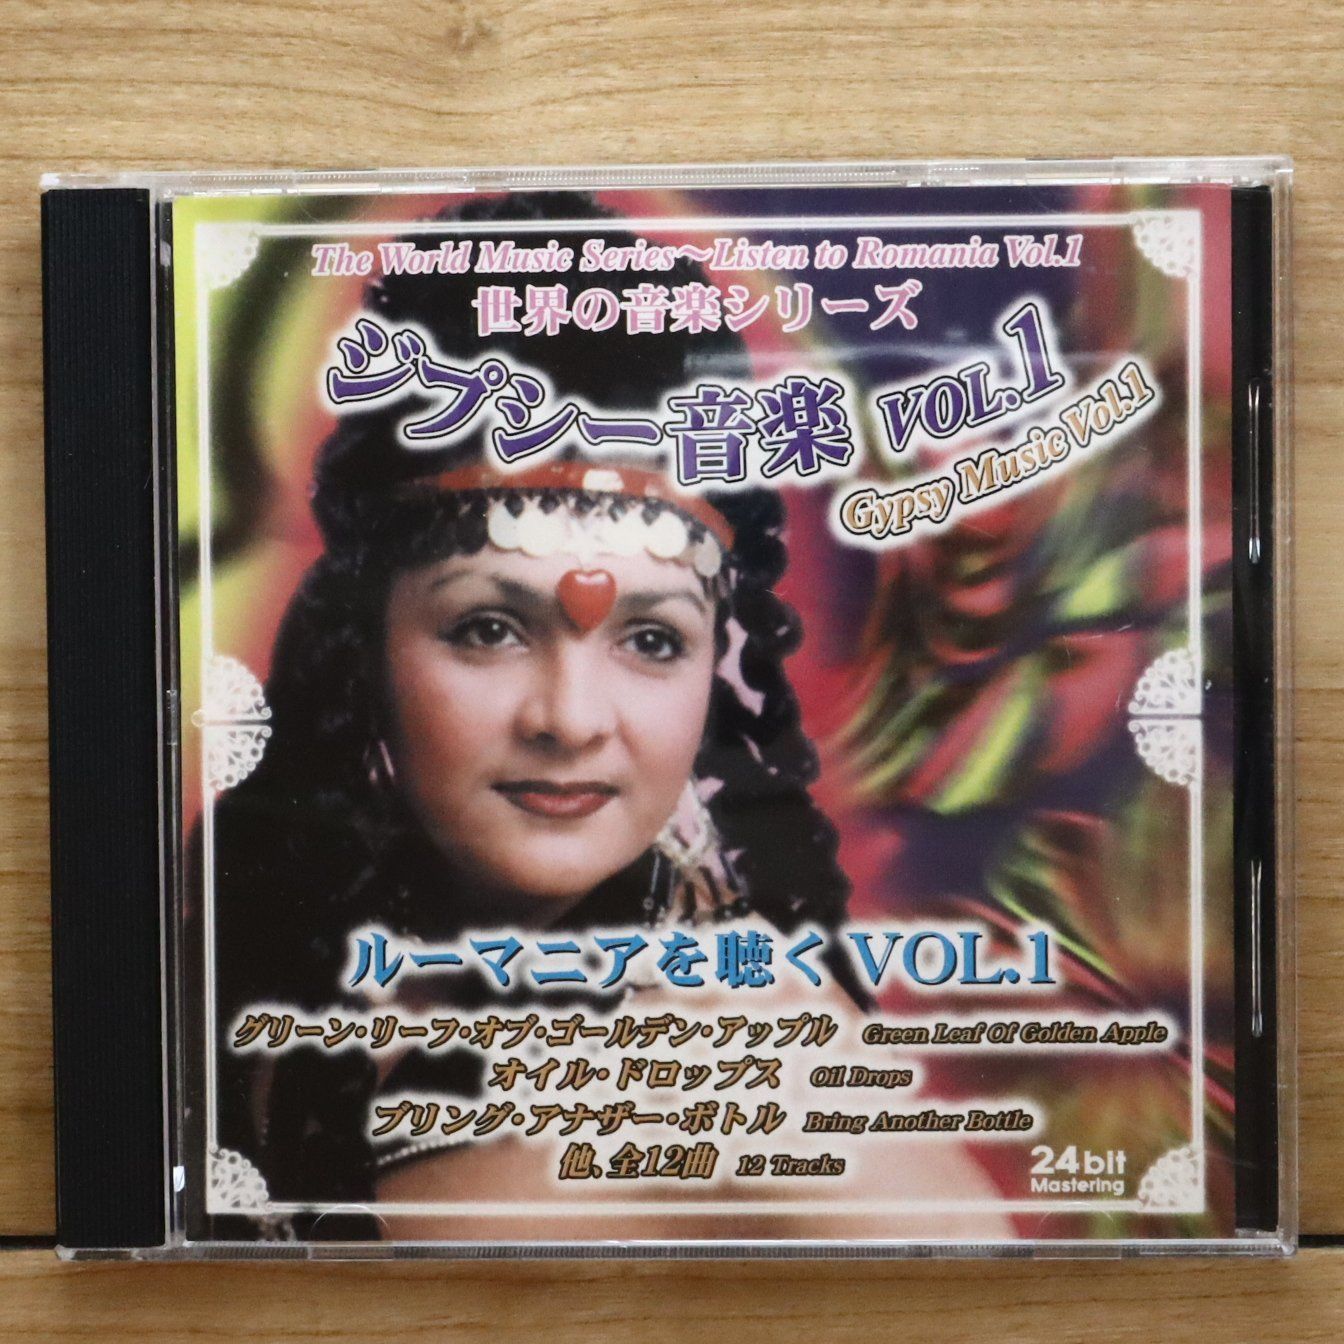 The World Music Series～Listen to Romania Vol.1
世界の音楽シリーズ
ジプシー音楽 VOL.1
Gypsy Music Vol.1
ルーマニアを聴く VOL.1
グリーン・リーフ・オブ・ゴールデン・アップル Green Leaf Of Golden Apple
オイル・ドロップス Oil Drops
ブリング・アナザー・ボトル Bring Another Bottle
他、全12曲 12 Tracks
24bit
Mastering